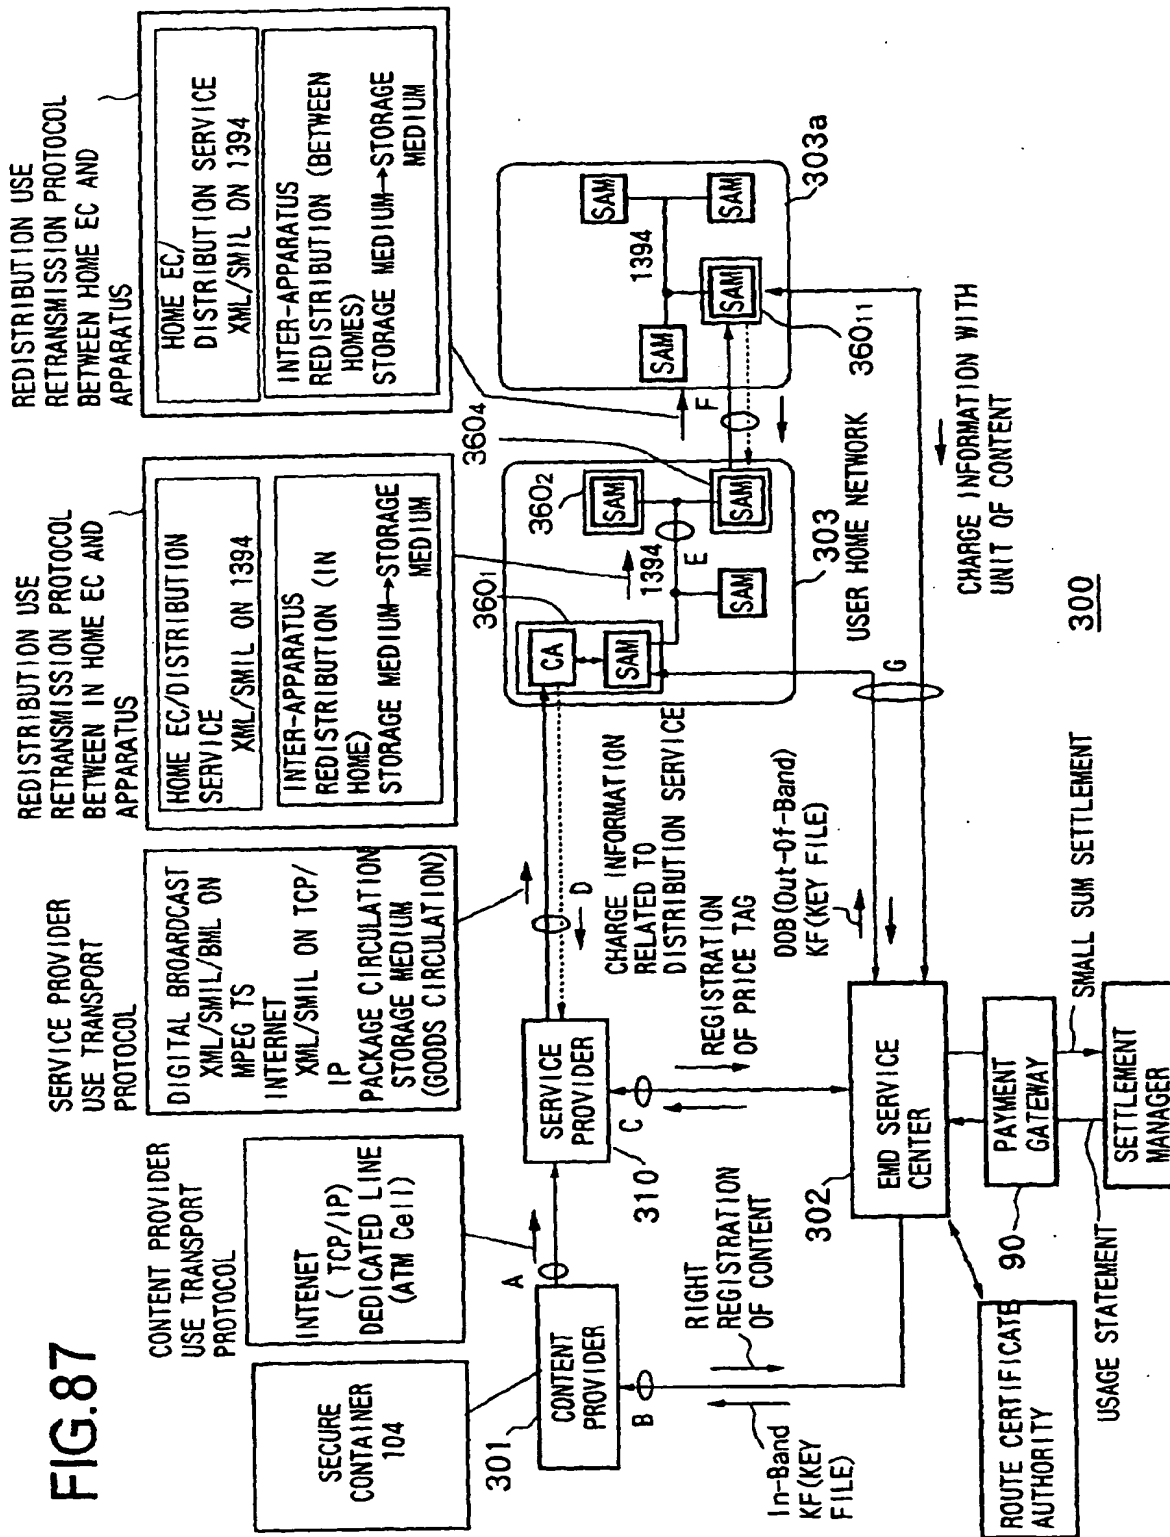 FIG.87
CONTENT PROVIDER
USE TRANSPORT
PROTOCOL
SERVICE PROVIDER
USE TRANSPORT
PROTOCOL
REDISTRIBUTION USE
RETRANSMISSION PROTOCOL
BETWEEN IN HOME EC AND
APPARATUS
REDISTRIBUTION USE
RETRANSMISSION PROTOCOL
BETWEEN HOME EC AND
APPARATUS
SECURE
CONTAINER
104
INTENET
(TCP/IP)
DEDICATED LINE
(ATM Cell)
DIGITAL BROARDCAST
XML/SMIL/BML ON
MPEG TS
INTERNET
XML/SMIL ON TCP/
IP
PACKAGE CIRCULATION
STORAGE MEDIUM
(GOODS CIRCULATION)
HOME EC/DISTRIBUTION
SERVICE
XML/SMIL ON 1394
INTER-APPARATUS
REDISTRIBUTION (IN
HOME)
STORAGE MEDIUM→STORAGE
MEDIUM
HOME EC/
DISTRIBUTION SERVICE
XML/SMIL ON 1394
INTER-APPARATUS
REDISTRIBUTION (BETWEEN
HOMES)
STORAGE MEDIUM→STORAGE
MEDIUM
301
CONTENT
PROVIDER
A
B
SERVICE
PROVIDER
310
C
D
CHARGE INFORMATION
RELATED TO
DISTRIBUTION SERVICE
REGISTRATION
OF PRICE TAG
360₁
CA
SAM
1394
E
SAM
360₂
SAM
360₄
SAM
303
USER HOME NETWORK
F
SAM
SAM
1394
SAM
SAM
303a
360₁₁
In-Band
KF(KEY
FILE)
RIGHT
REGISTRATION
OF CONTENT
OOB(Out-Of-Band)
KF(KEY FILE)
G
CHARGE INFORMATION WITH
UNIT OF CONTENT
302
EMD SERVICE
CENTER
300
90
PAYMENT
GATEWAY
SMALL SUM SETTLEMENT
ROUTE CERTIFICATE
AUTHORITY
USAGE STATEMENT
SETTLEMENT
MANAGER